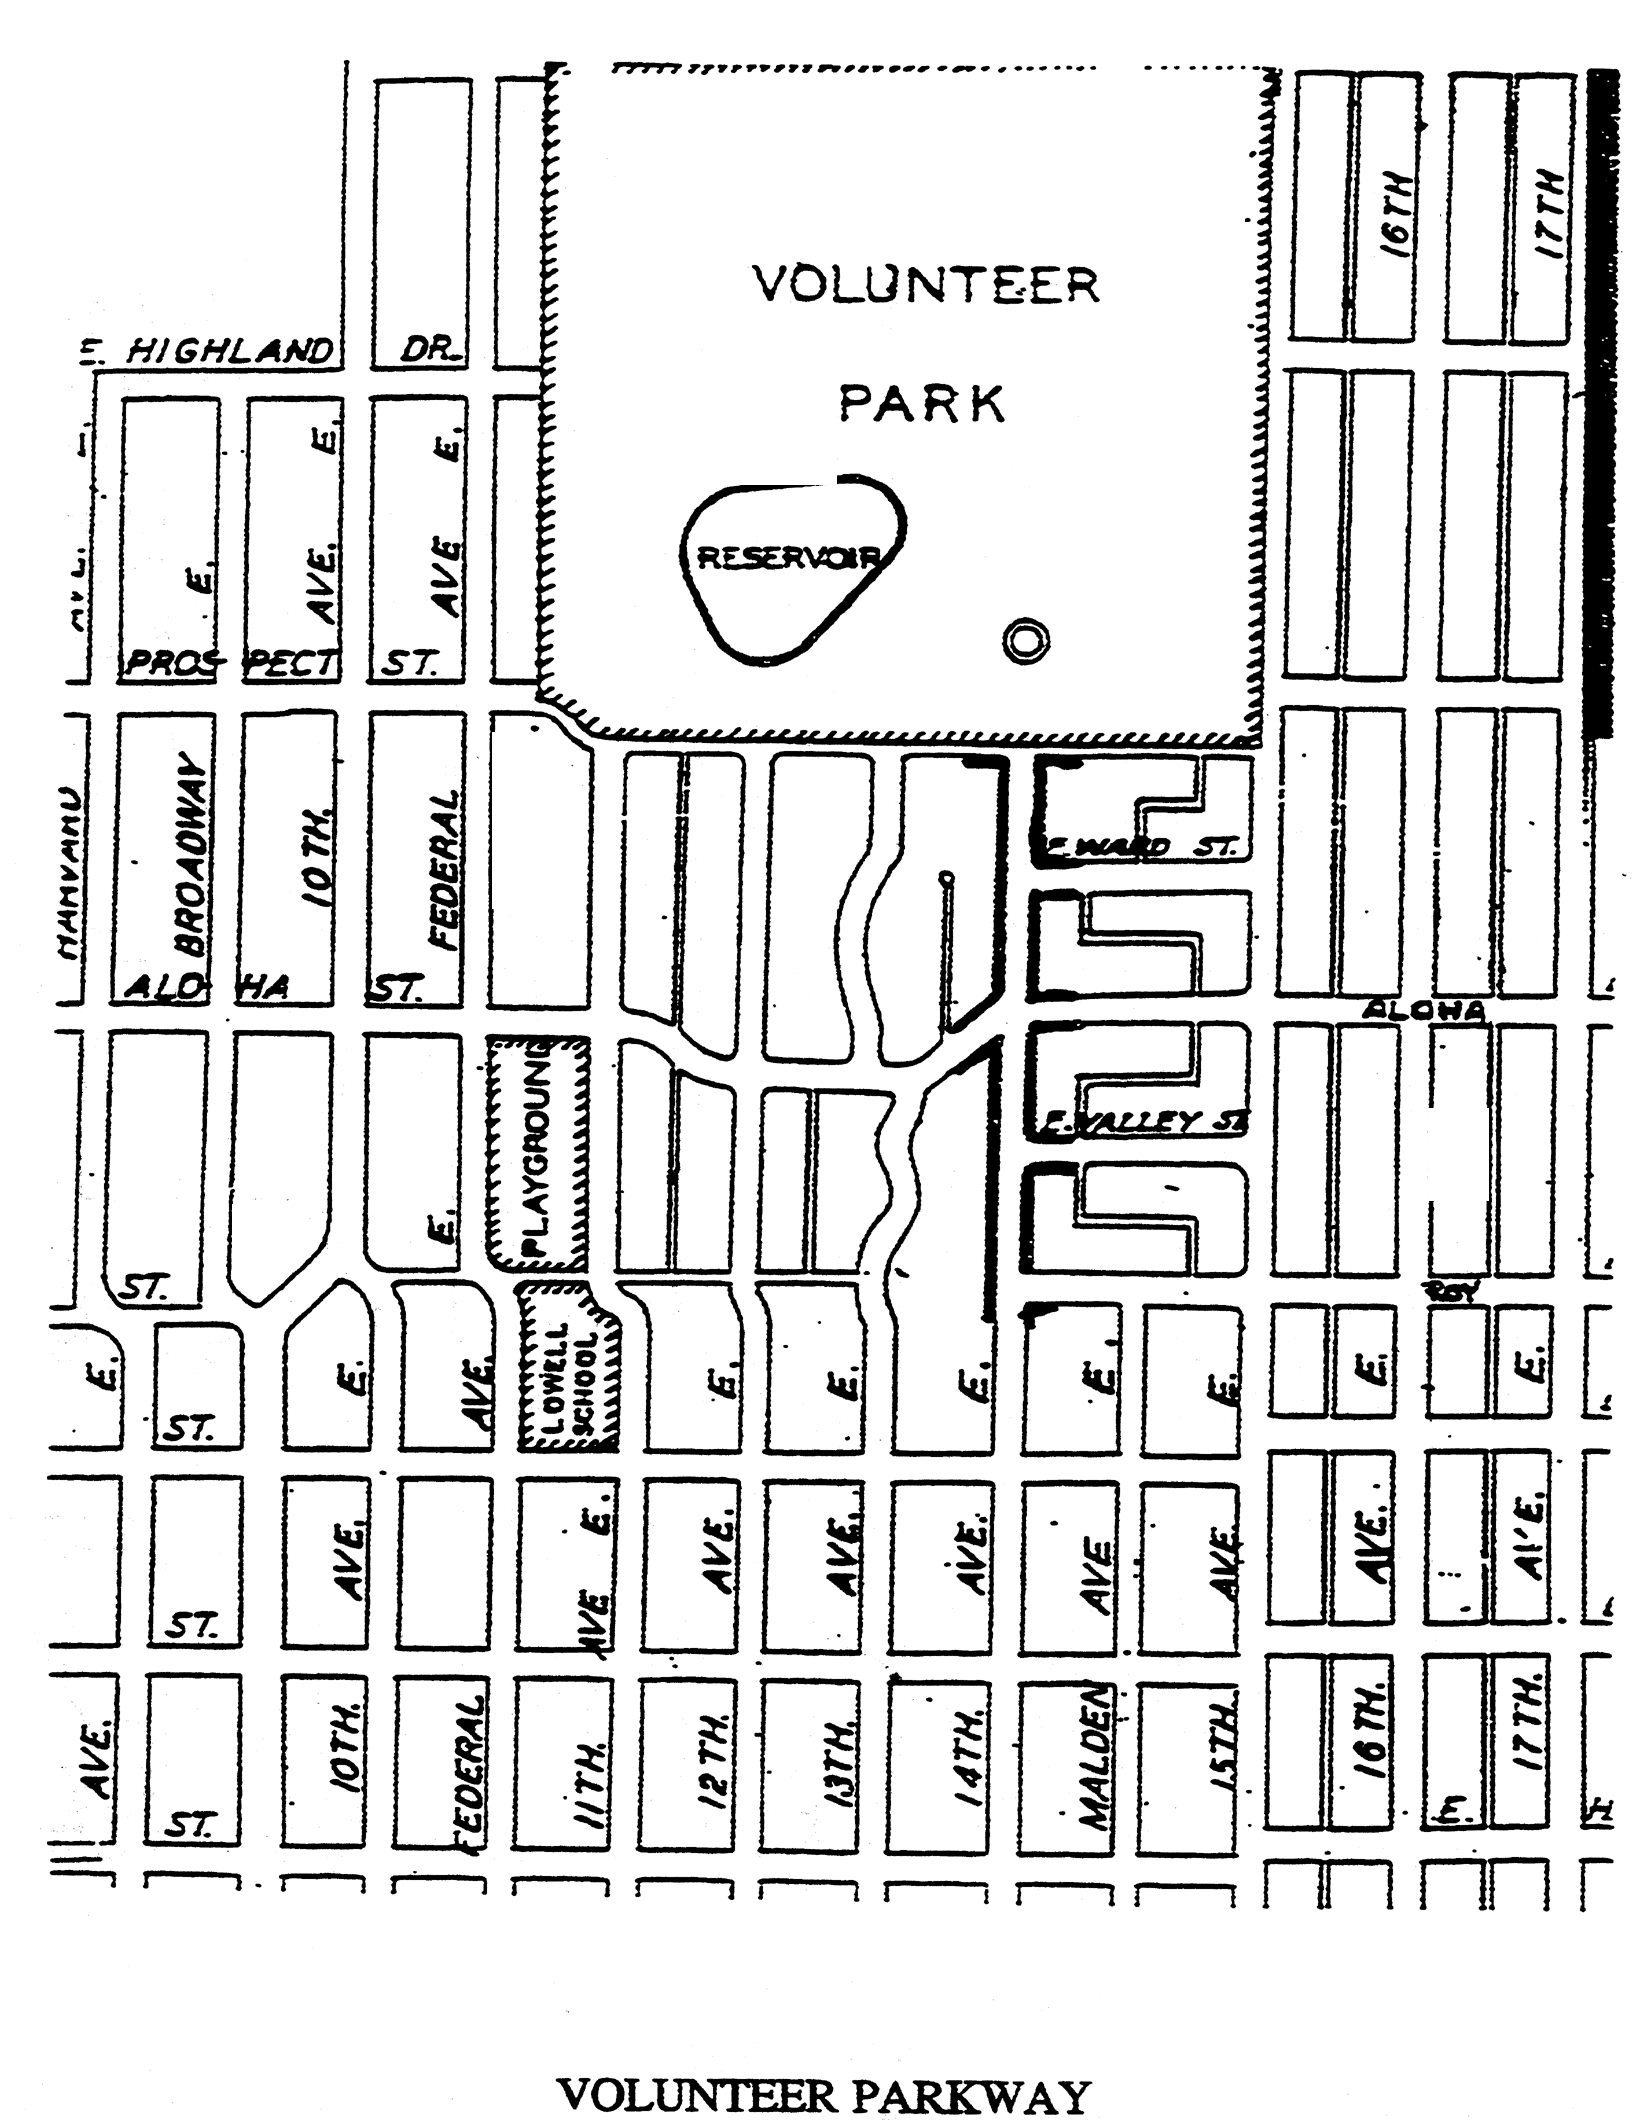 16TH
17TH
VOLUNTEER
PARK
E. HIGHLAND DR.
E.
AVE.
E.
AVE
E.
RESERVOIR
PROSPECT ST.
BROADWAY
10TH.
FEDERAL
E. WARD ST.
ALOHA ST.
ALOHA
PLAYGROUND
E. VALLEY ST.
E.
ST.
ROY
LOWELL
SCHOOL
E.
E.
AVE.
E.
E.
E.
E.
E.
E.
E.
ST.
AVE.
AVE E.
AVE.
AVE.
AVE.
AVE
AVE.
AVE.
AVE.
ST.
AVE.
10TH.
FEDERAL
11TH.
12TH.
13TH.
14TH.
MALDEN
15TH.
16TH.
17TH.
ST.
E.
VOLUNTEER PARKWAY